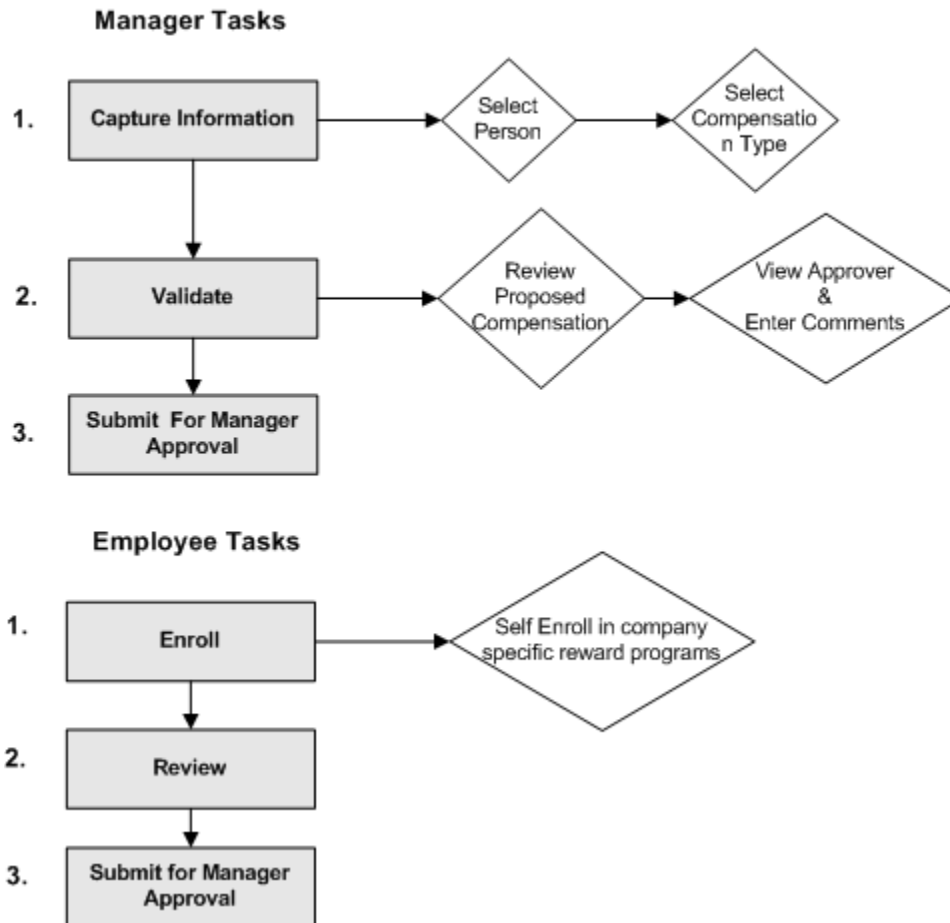 Manager Tasks
1.
Capture Information
Select
Person
Select
Compensatio
n Type
2.
Validate
Review
Proposed
Compensation
View Approver
&
Enter Comments
3.
Submit For Manager
Approval
Employee Tasks
1.
Enroll
Self Enroll in company
specific reward programs
2.
Review
3.
Submit for Manager
Approval